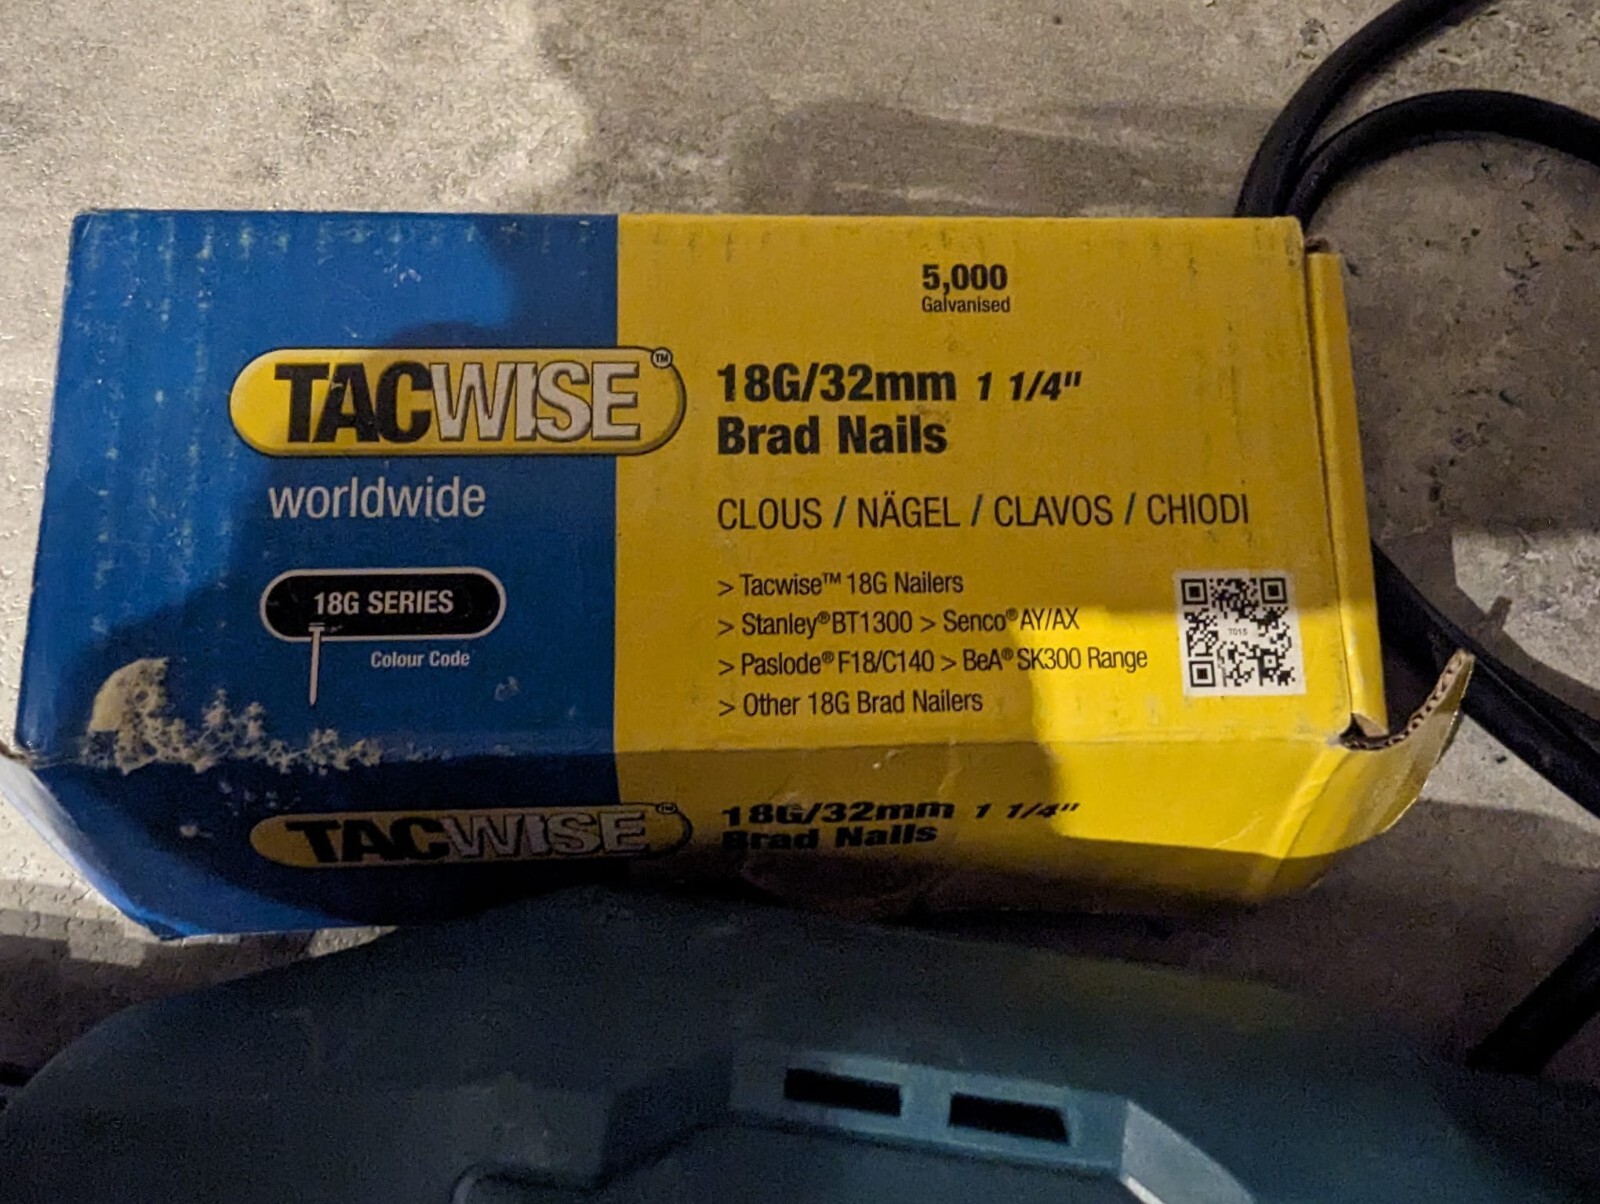 5,000
Galvanised
TACWISE™
worldwide
18G SERIES
Colour Code
18G/32mm 1 1/4"
Brad Nails
CLOUS / NÄGEL / CLAVOS / CHIODI
> Tacwise™ 18G Nailers
> Stanley® BT1300 > Senco® AY/AX
> Paslode® F18/C140 > BeA® SK300 Range
> Other 18G Brad Nailers
TACWISE™
18G/32mm 1 1/4"
Brad Nails